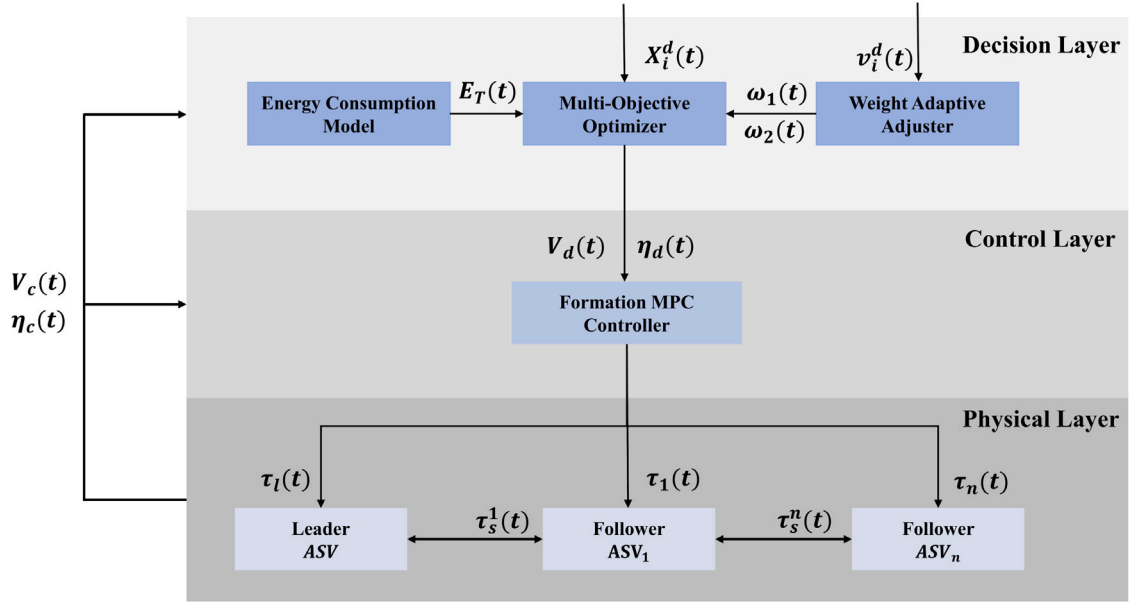 Decision Layer
X_i^d(t)
v_i^d(t)
Energy Consumption
Model
E_T(t)
Multi-Objective
Optimizer
ω_1(t)
ω_2(t)
Weight Adaptive
Adjuster
Control Layer
V_d(t) η_d(t)
V_c(t)
η_c(t)
Formation MPC
Controller
Physical Layer
τ_l(t)
τ_1(t)
τ_n(t)
Leader
ASV
τ_s^1(t)
Follower
ASV_1
τ_s^n(t)
Follower
ASV_n